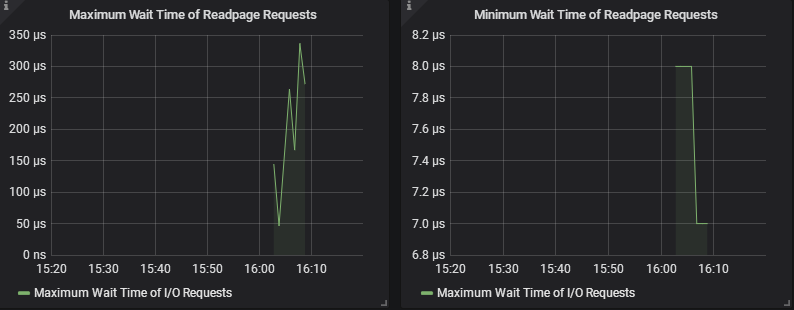 i
Maximum Wait Time of Readpage Requests
350 µs
300 µs
250 µs
200 µs
150 µs
100 µs
50 µs
0 ns
15:20 15:30 15:40 15:50 16:00 16:10
Maximum Wait Time of I/O Requests
i
Minimum Wait Time of Readpage Requests
8.2 µs
8.0 µs
7.8 µs
7.6 µs
7.4 µs
7.2 µs
7.0 µs
6.8 µs
15:20 15:30 15:40 15:50 16:00 16:10
Maximum Wait Time of I/O Requests